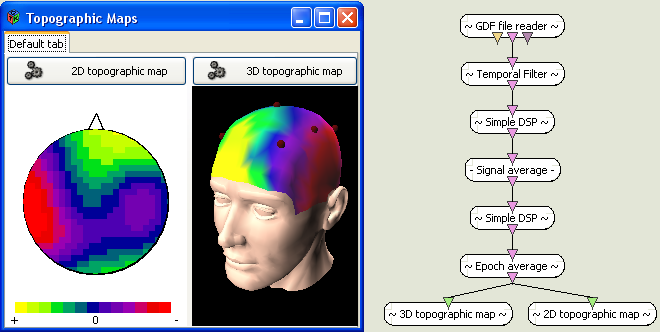 Topographic Maps
Default tab
2D topographic map
3D topographic map
+ 0 -
~ GDF file reader ~
~ Temporal Filter ~
~ Simple DSP ~
- Signal average -
~ Simple DSP ~
~ Epoch average ~
~ 3D topographic map ~
~ 2D topographic map ~